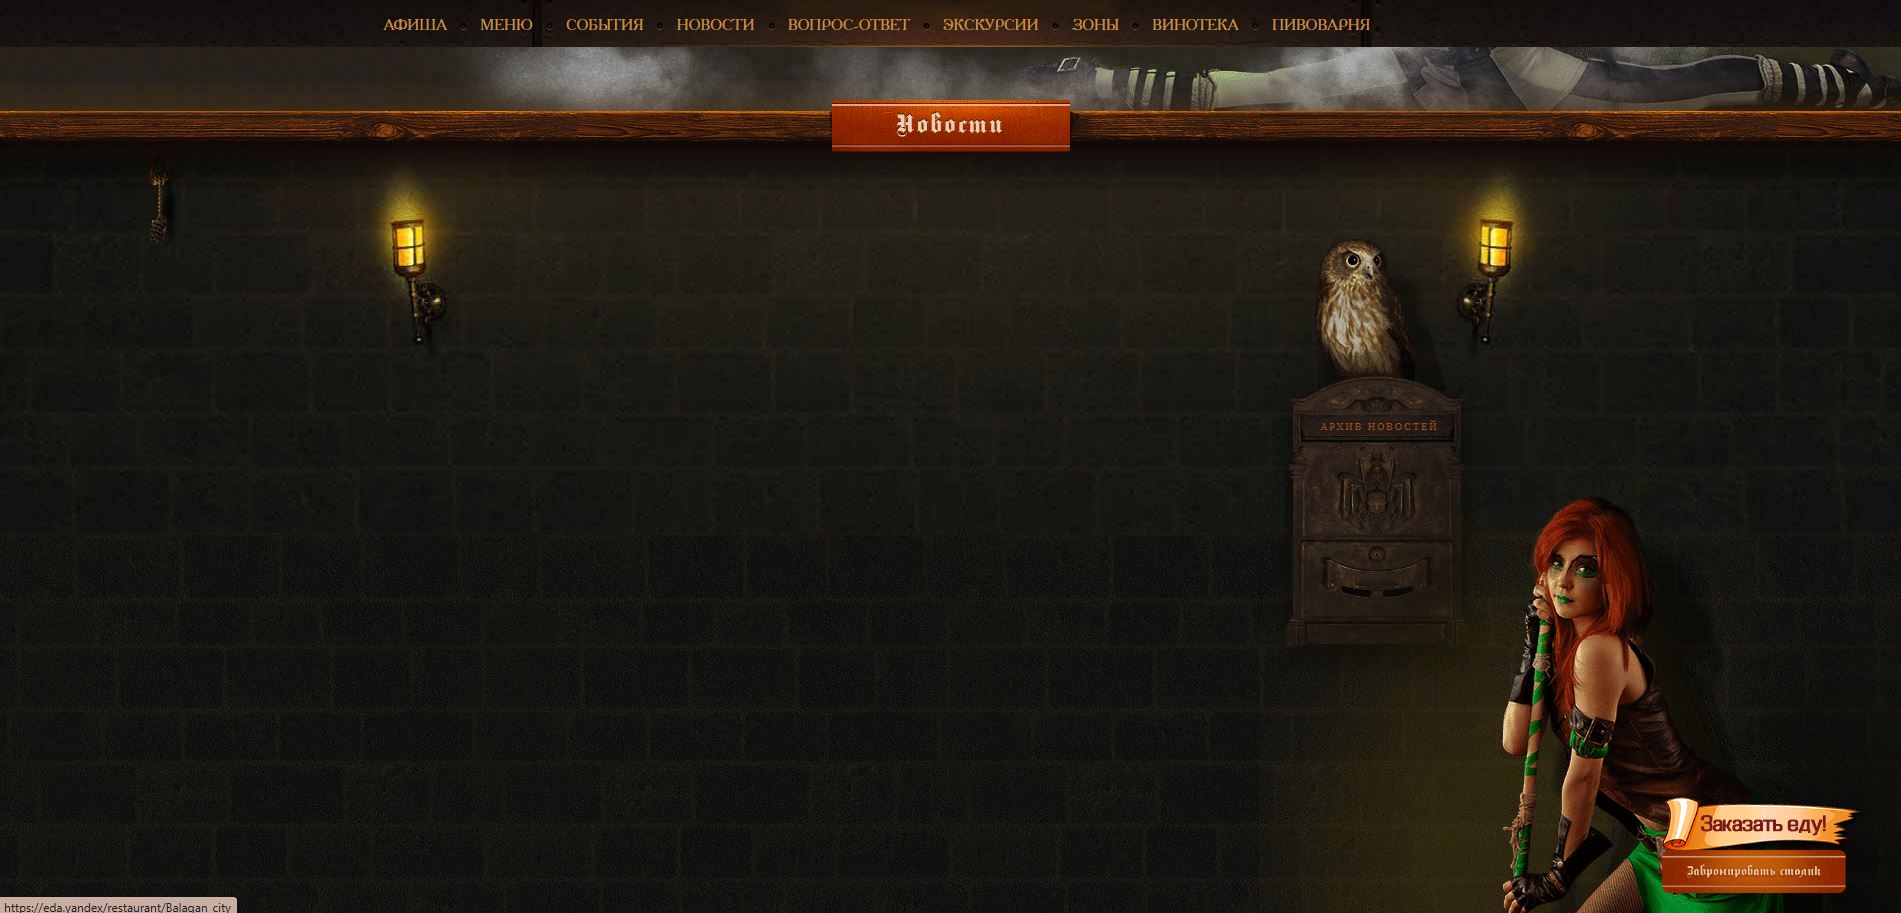 АФИША МЕНЮ СОБЫТИЯ НОВОСТИ ВОПРОС-ОТВЕТ ЭКСКУРСИИ ЗОНЫ ВИНОТЕКА ПИВОВАРНЯ
Новости
АРХИВ НОВОСТЕЙ
Заказать еду!
Забронировать столик
https://eda.yandex/restaurant/Balagan_city